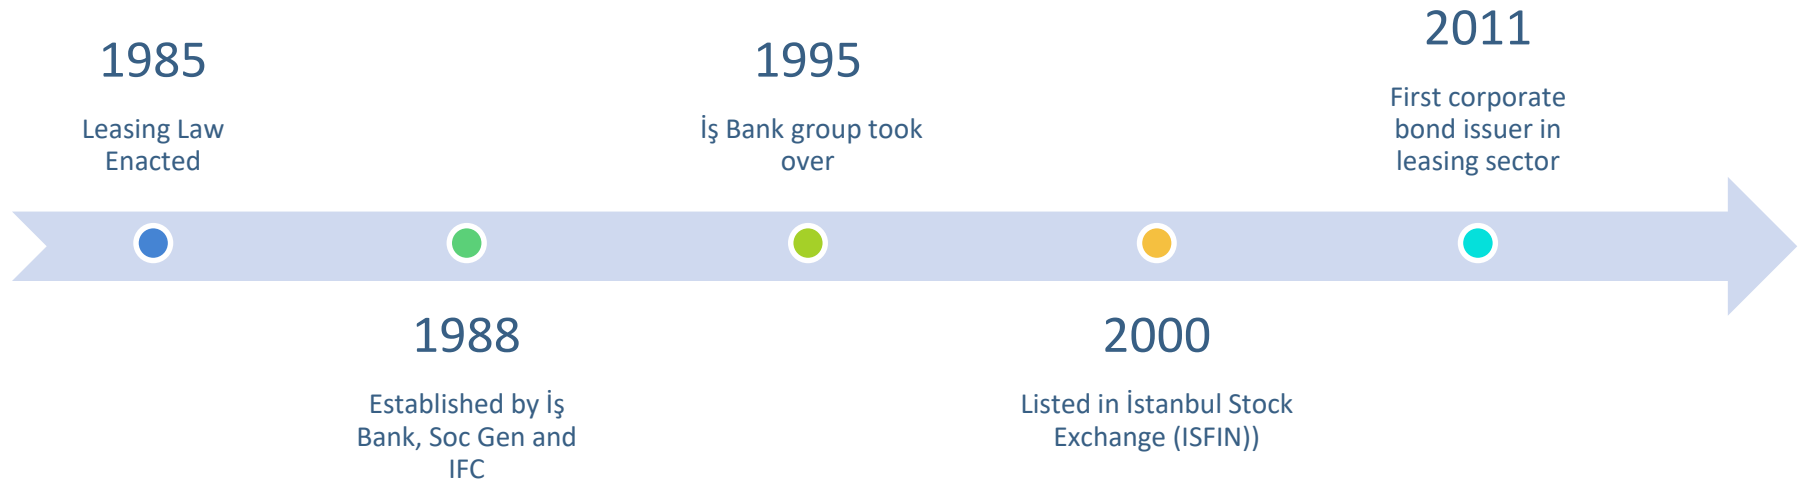 1985
Leasing Law
Enacted
1988
Established by İş
Bank, Soc Gen and
IFC
1995
İş Bank group took
over
2000
Listed in İstanbul Stock
Exchange (ISFIN))
2011
First corporate
bond issuer in
leasing sector